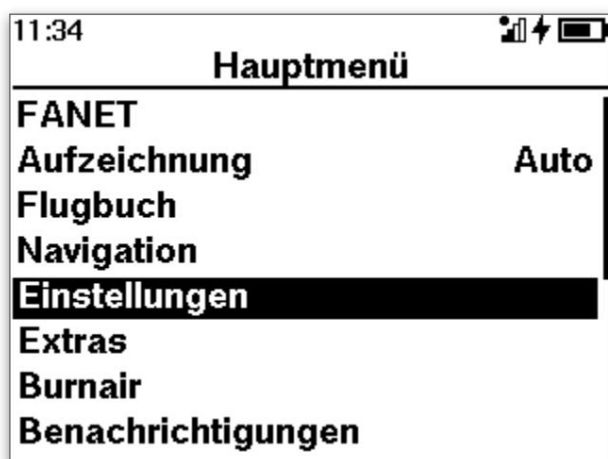 11:34
Hauptmenü
FANET
Aufzeichnung Auto
Flugbuch
Navigation
Einstellungen
Extras
Burnair
Benachrichtigungen